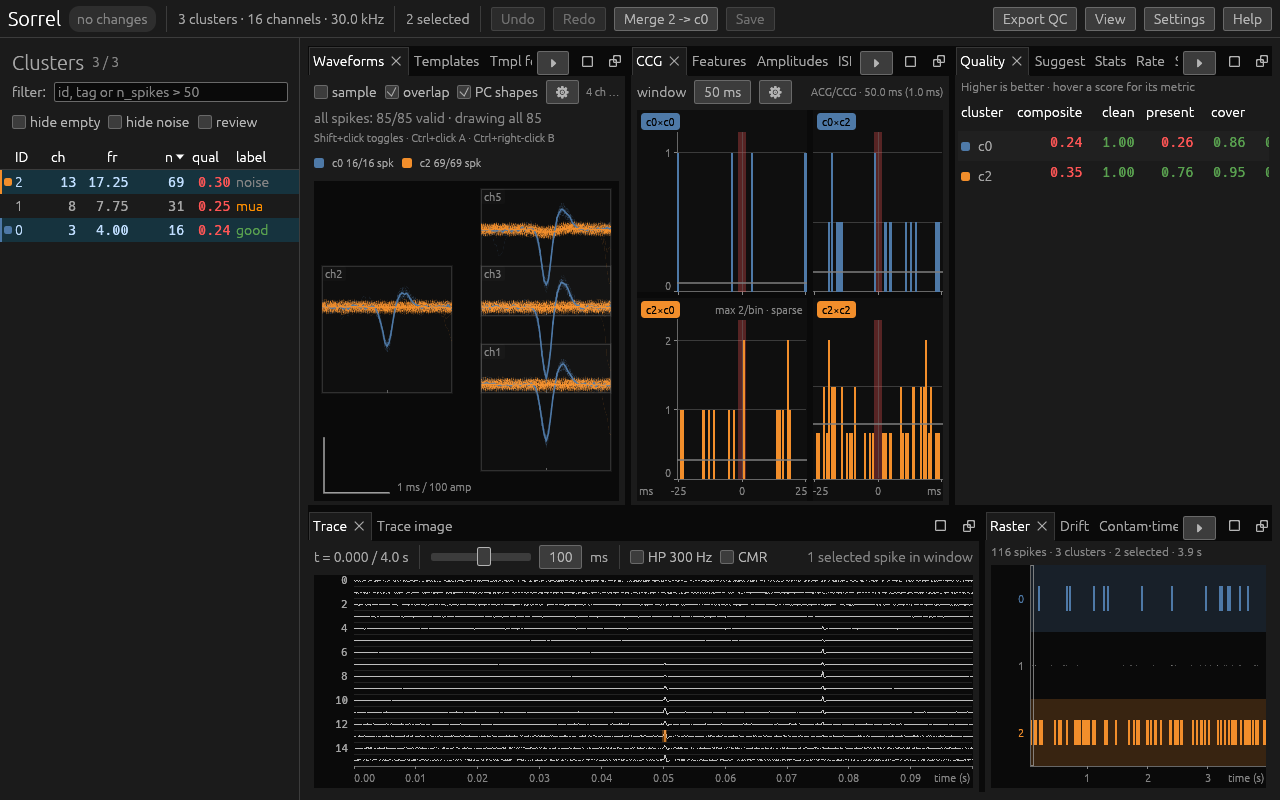 Sorrel no changes 3 clusters · 16 channels · 30.0 kHz 2 selected Undo Redo Merge 2 -> c0 Save Export QC View Settings Help
Clusters 3 / 3
filter: id, tag or n_spikes > 50
hide empty hide noise review
ID ch fr n qual label
2 13 17.25 69 0.30 noise
1 8 7.75 31 0.25 mua
0 3 4.00 16 0.24 good
Waveforms Templates Tmpl
sample overlap PC shapes 4 ch ...
all spikes: 85/85 valid · drawing all 85
Shift+click toggles · Ctrl+click A · Ctrl+right-click B
c0 16/16 spk c2 69/69 spk
ch5
ch2 ch3
ch1
1 ms / 100 amp
CCG Features Amplitudes ISI
window 50 ms ACG/CCG · 50.0 ms (1.0 ms)
c0×c0 c0×c2
1
0
c2×c0 max 2/bin · sparse c2×c2
2
1
0
ms -25 0 25 -25 0 ms
Quality Suggest Stats Rate
Higher is better · hover a score for its metric
cluster composite clean present cover
c0 0.24 1.00 0.26 0.86
c2 0.35 1.00 0.76 0.95
Trace Trace image
t = 0.000 / 4.0 s 100 ms HP 300 Hz CMR 1 selected spike in window
0
2
4
6
8
10
12
14
0.00 0.01 0.02 0.03 0.04 0.05 0.06 0.07 0.08 0.09 time (s)
Raster Drift Contam-time
116 spikes · 3 clusters · 2 selected · 3.9 s
0
1
2
1 2 3 time (s)